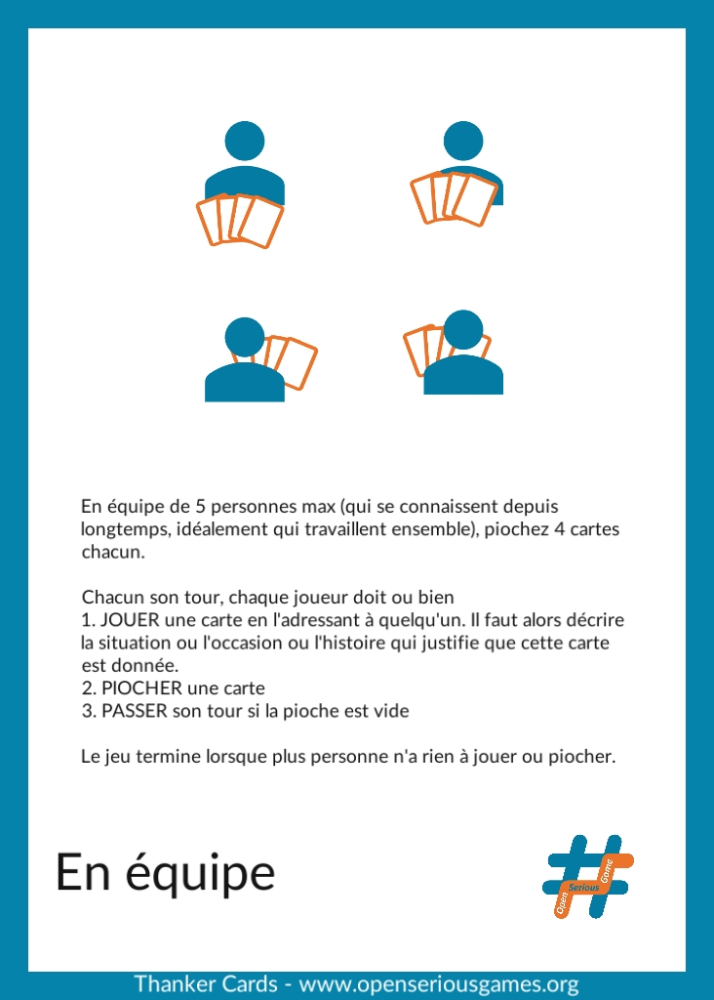 En équipe de 5 personnes max (qui se connaissent depuis
longtemps, idéalement qui travaillent ensemble), piochez 4 cartes
chacun.
Chacun son tour, chaque joueur doit ou bien
1. JOUER une carte en l'adressant à quelqu'un. Il faut alors décrire
la situation ou l'occasion ou l'histoire qui justifie que cette carte
est donnée.
2. PIOCHER une carte
3. PASSER son tour si la pioche est vide
Le jeu termine lorsque plus personne n'a rien à jouer ou piocher.
En équipe
Open Serious Game
Thanker Cards - www.openseriousgames.org